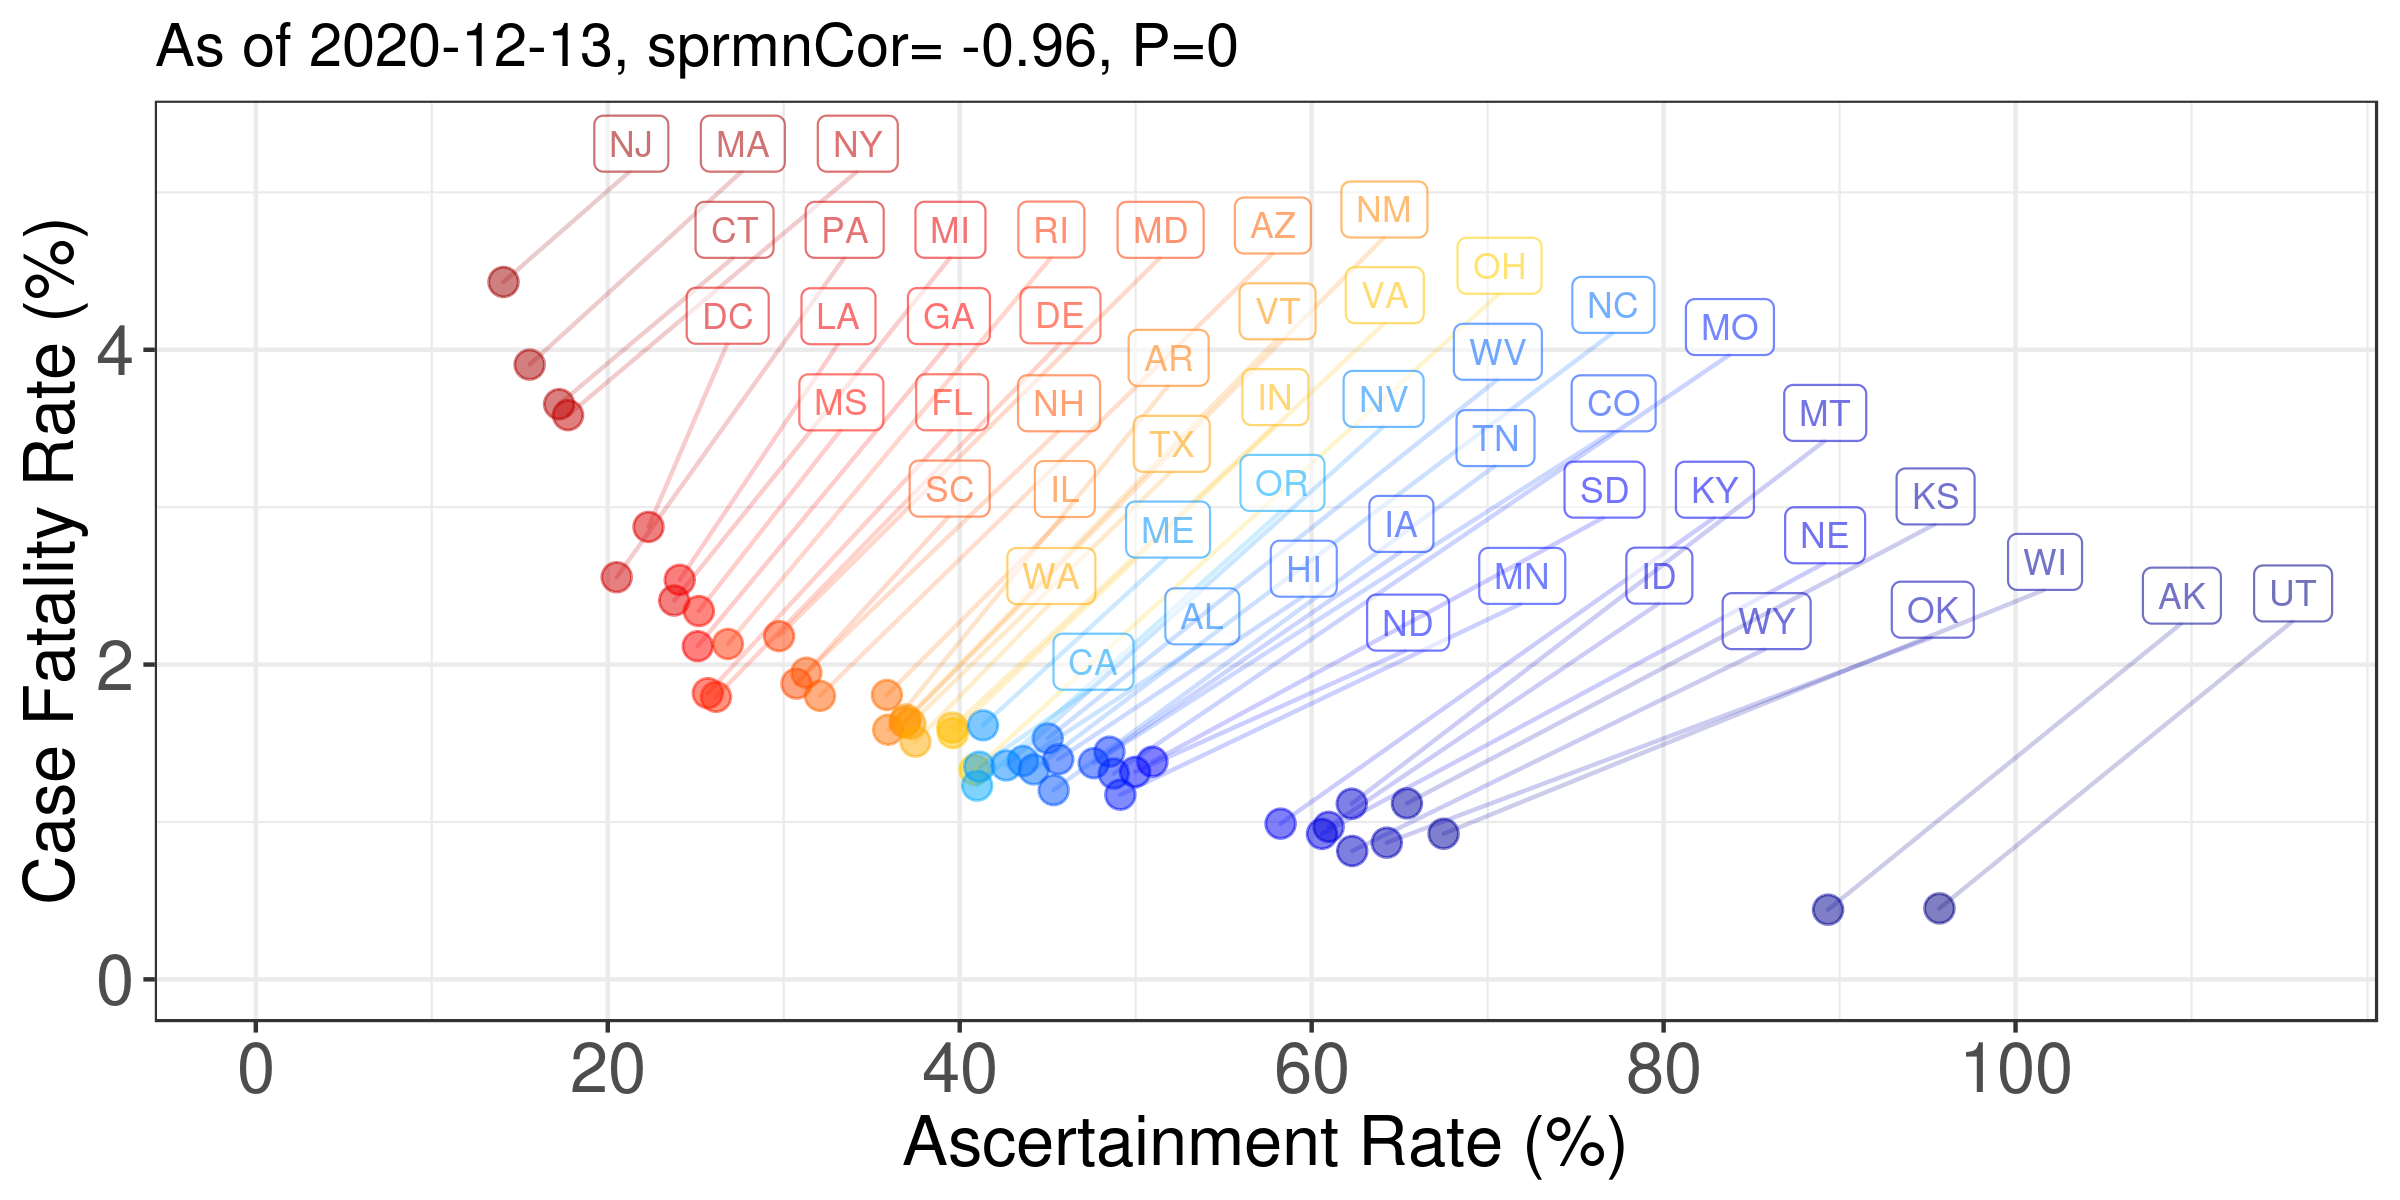 As of 2020-12-13, sprmnCor= -0.96, P=0
NJ MA NY
NM
CT PA MI RI MD AZ
OH
VA
NC
DC LA GA DE VT
MO
WV
AR
MS FL NH IN NV CO
MT
TX TN
SC IL OR SD KY KS
ME IA NE
WA HI MN ID WI
AL ND WY OK AK UT
CA
4
2
0
0 20 40 60 80 100
Case Fatality Rate (%)
Ascertainment Rate (%)